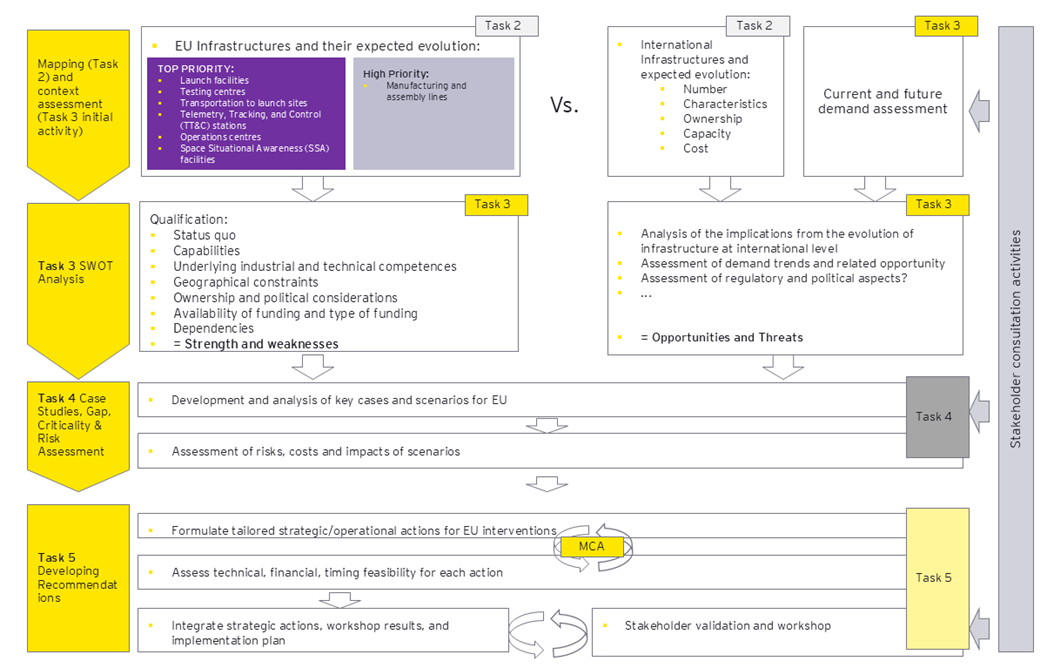 Mapping (Task
2) and
context
assessment
(Task 3 initial
activity)
Task 2
EU Infrastructures and their expected evolution:
TOP PRIORITY:
Launch facilities
Testing centres
Transportation to launch sites
Telemetry, Tracking, and Control
(TT&C) stations
Operations centres
Space Situational Awareness (SSA)
facilities
High Priority:
Manufacturing and
assembly lines
Vs.
Task 2
International
Infrastructures and
expected evolution:
Number
Characteristics
Ownership
Capacity
Cost
Task 3
Current and future
demand assessment
Task 3 SWOT
Analysis
Task 3
Qualification:
Status quo
Capabilities
Underlying industrial and technical competences
Geographical constraints
Ownership and political considerations
Availability of funding and type of funding
Dependencies
= Strength and weaknesses
Task 3
Analysis of the implications from the evolution of
infrastructure at international level
Assessment of demand trends and related opportunity
Assessment of regulatory and political aspects?
...
= Opportunities and Threats
Task 4 Case
Studies, Gap,
Criticality &
Risk
Assessment
Development and analysis of key cases and scenarios for EU
Assessment of risks, costs and impacts of scenarios
Task 4
Task 5
Developing
Recommendat
ions
Formulate tailored strategic/operational actions for EU interventions
MCA
Assess technical, financial, timing feasibility for each action
Integrate strategic actions, workshop results, and
implementation plan
Stakeholder validation and workshop
Task 5
Stakeholder consultation activities